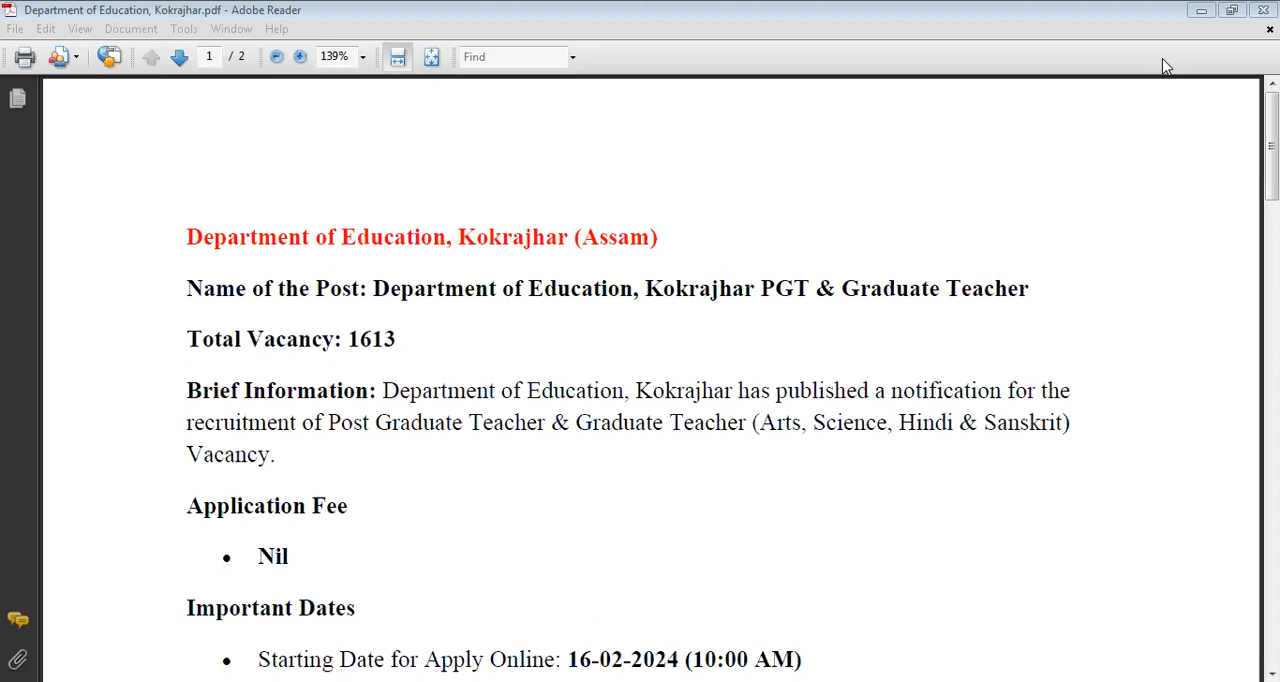 Department of Education, Kokrajhar.pdf - Adobe Reader
File Edit View Document Tools Window Help
1 / 2 139% Find
Department of Education, Kokrajhar (Assam)
Name of the Post: Department of Education, Kokrajhar PGT & Graduate Teacher
Total Vacancy: 1613
Brief Information: Department of Education, Kokrajhar has published a notification for the
recruitment of Post Graduate Teacher & Graduate Teacher (Arts, Science, Hindi & Sanskrit)
Vacancy.
Application Fee
• Nil
Important Dates
• Starting Date for Apply Online: 16-02-2024 (10:00 AM)